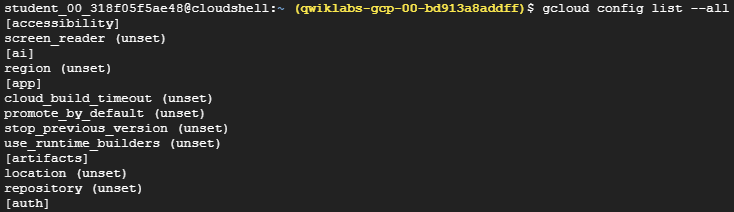 student_00_318f05f5ae48@cloudshell:~ (qwiklabs-gcp-00-bd913a8addff)$ gcloud config list --all
[accessibility]
screen_reader (unset)
[ai]
region (unset)
[app]
cloud_build_timeout (unset)
promote_by_default (unset)
stop_previous_version (unset)
use_runtime_builders (unset)
[artifacts]
location (unset)
repository (unset)
[auth]